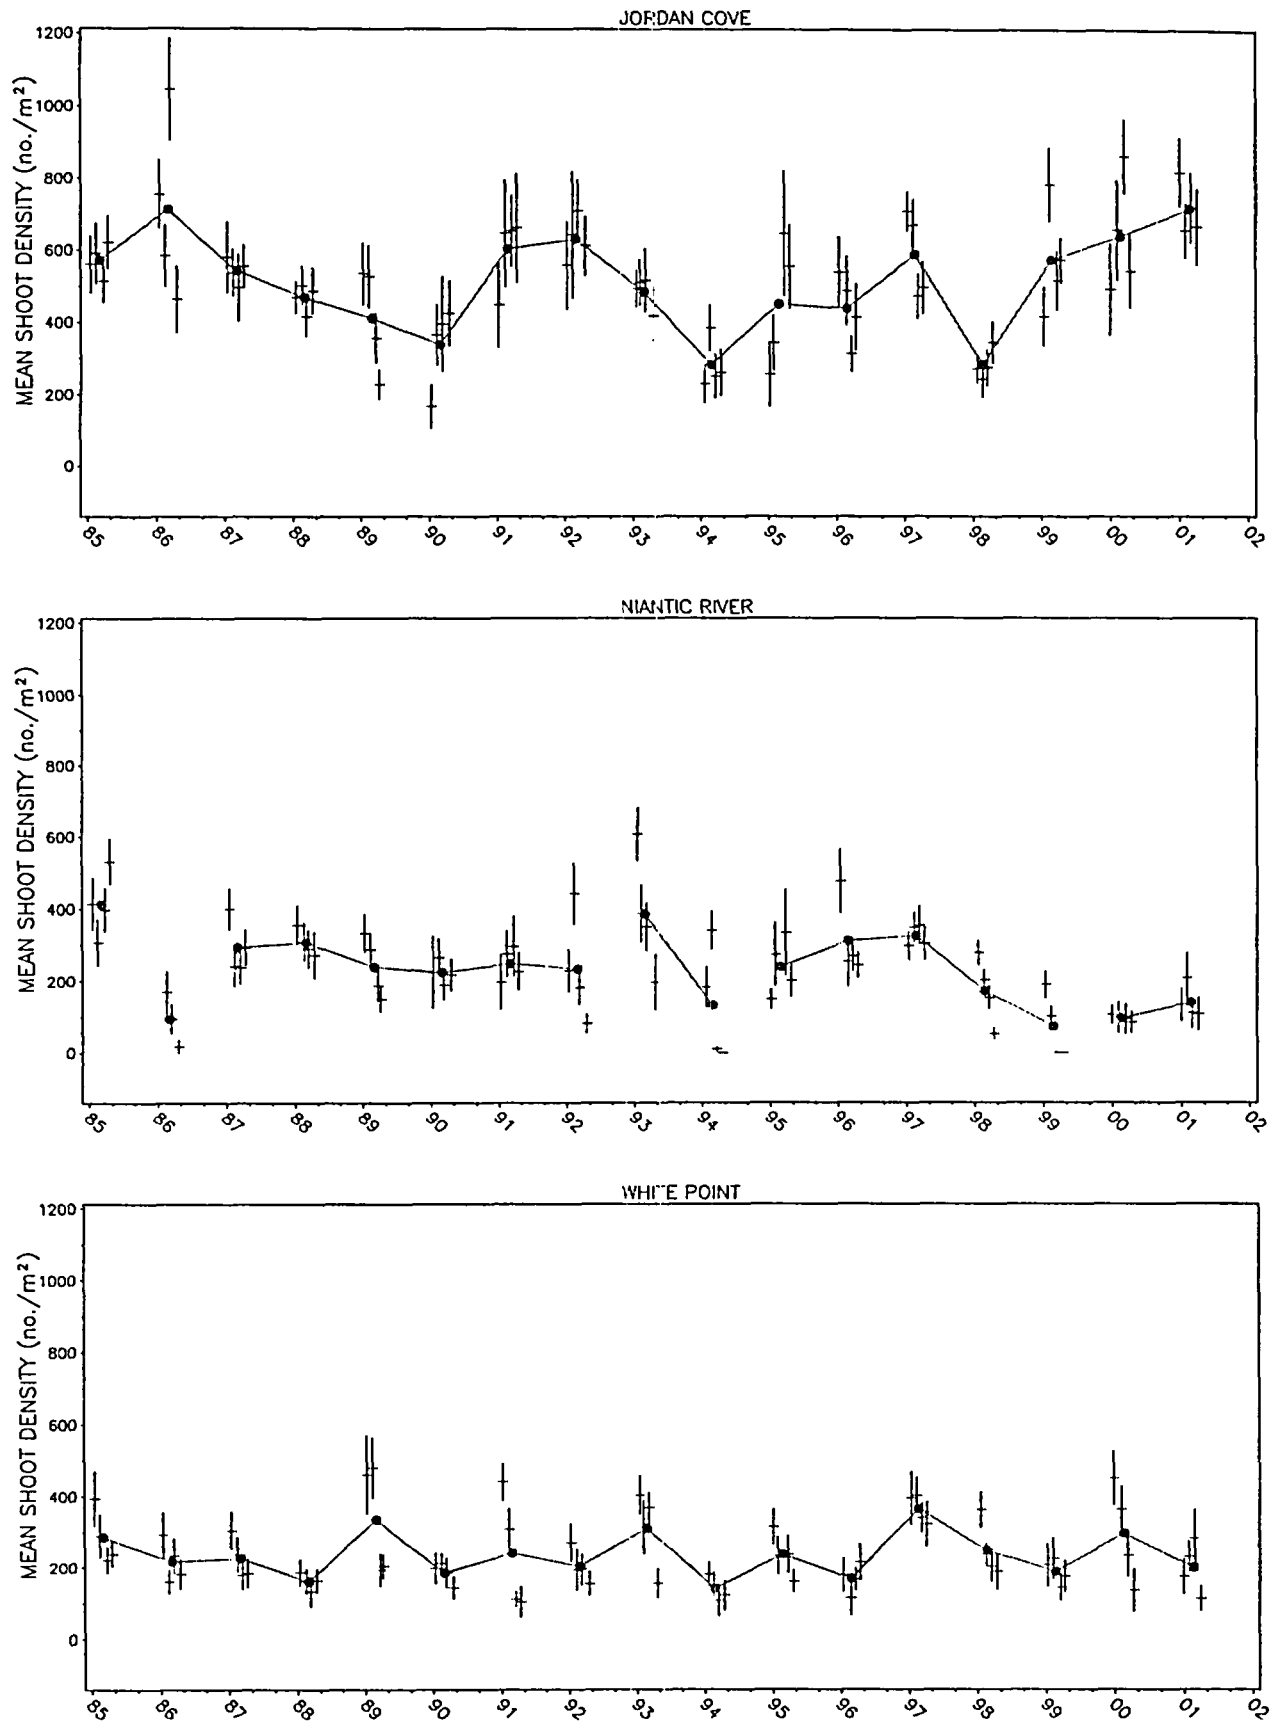 JORDAN COVE
MEAN SHOOT DENSITY (no./m²)
1200
1000
800
600
400
200
0
85 86 87 88 89 90 91 92 93 94 95 96 97 98 99 00 01 02
NIANTIC RIVER
MEAN SHOOT DENSITY (no./m²)
1200
1000
800
600
400
200
0
85 86 87 88 89 90 91 92 93 94 95 96 97 98 99 00 01 02
WHITE POINT
MEAN SHOOT DENSITY (no./m²)
1200
1000
800
600
400
200
0
85 86 87 88 89 90 91 92 93 94 95 96 97 98 99 00 01 02